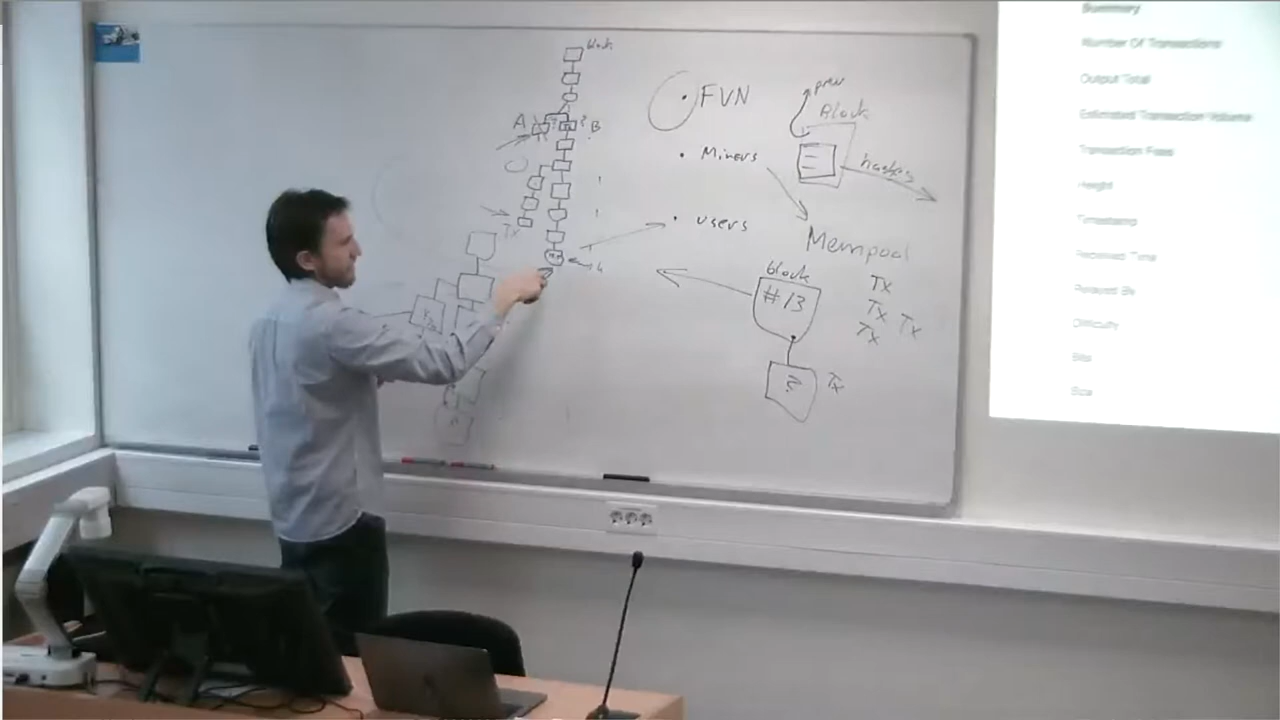 block
A
B
Tx
FVN
Miners
users
prev
Block
hashes
Mempool
block
#13
Tx
Tx Tx
Tx
?
Tx
Summary
Number Of Transactions
Output Total
Estimated Transaction Volume
Transaction Fees
Height
Timestamp
Received Time
Relayed By
Difficulty
Bits
Size